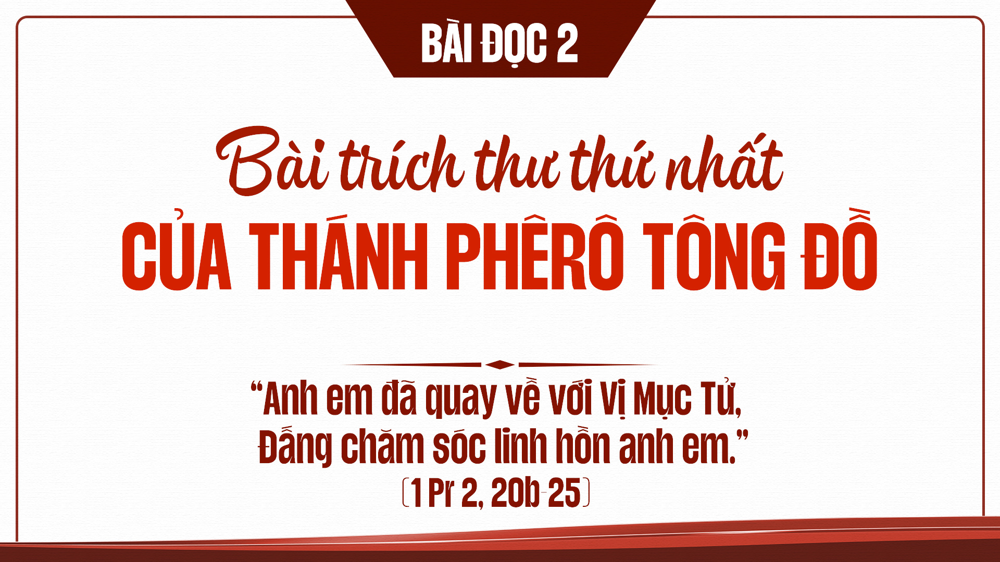 BÀI ĐỌC 2
Bài trích thư thứ nhất
CỦA THÁNH PHÊRÔ TÔNG ĐỒ
“Anh em đã quay về với Vị Mục Tử,
Đấng chăm sóc linh hồn anh em.”
(1 Pr 2, 20b-25)